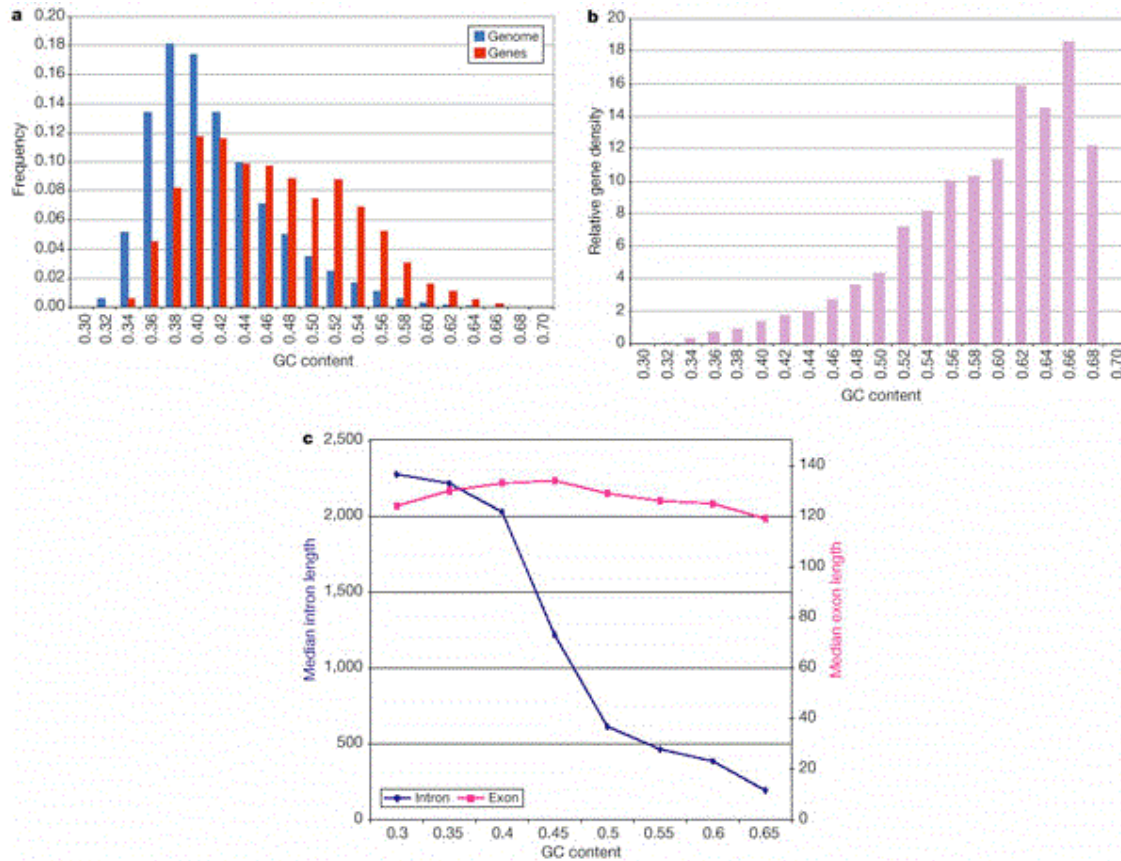 a
0.20
0.18
0.16
0.14
0.12
0.10
0.08
0.06
0.04
0.02
0.00
Frequency
Genome
Genes
0.30 0.32 0.34 0.36 0.38 0.40 0.42 0.44 0.46 0.48 0.50 0.52 0.54 0.56 0.58 0.60 0.62 0.64 0.66 0.68 0.70
GC content
b
20
18
16
14
12
10
8
6
4
2
0
Relative gene density
0.30 0.32 0.34 0.36 0.38 0.40 0.42 0.44 0.46 0.48 0.50 0.52 0.54 0.56 0.58 0.60 0.62 0.64 0.66 0.68 0.70
GC content
c
2,500
2,000
1,500
1,000
500
0
Median intron length
140
120
100
80
60
40
20
0
Median exon length
Intron Exon
0.3 0.35 0.4 0.45 0.5 0.55 0.6 0.65
GC content